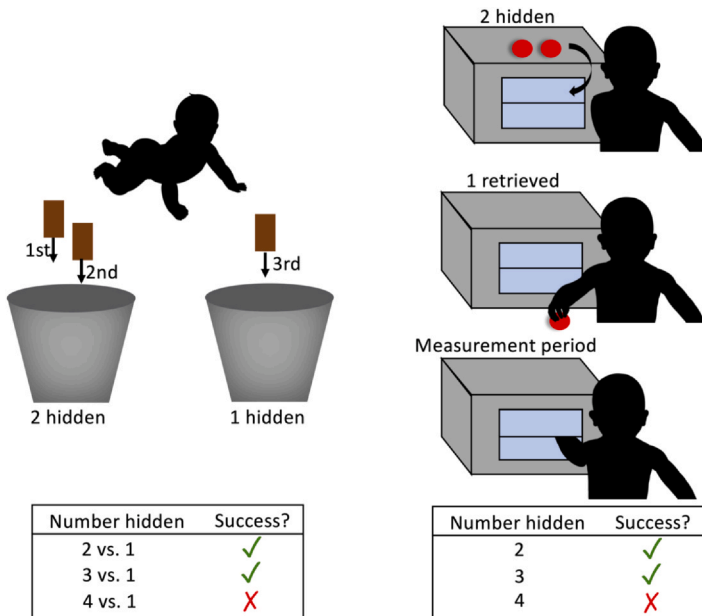 1st
2nd
3rd
2 hidden
1 hidden
Number hidden Success?
2 vs. 1 ✓
3 vs. 1 ✓
4 vs. 1 ✗
2 hidden
1 retrieved
Measurement period
Number hidden Success?
2 ✓
3 ✓
4 ✗